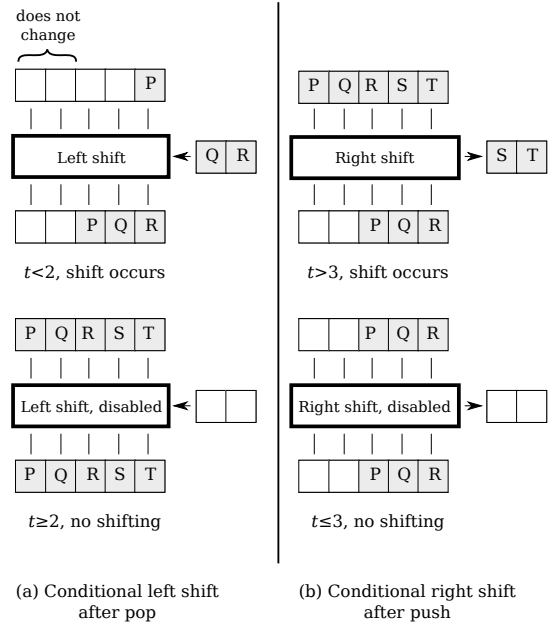 does not
change
P
Left shift
Q R
P Q R
t<2, shift occurs
P Q R S T
Left shift, disabled
P Q R S T
t≥2, no shifting
(a) Conditional left shift
after pop
P Q R S T
Right shift
S T
P Q R
t>3, shift occurs
P Q R
Right shift, disabled
P Q R
t≤3, no shifting
(b) Conditional right shift
after push